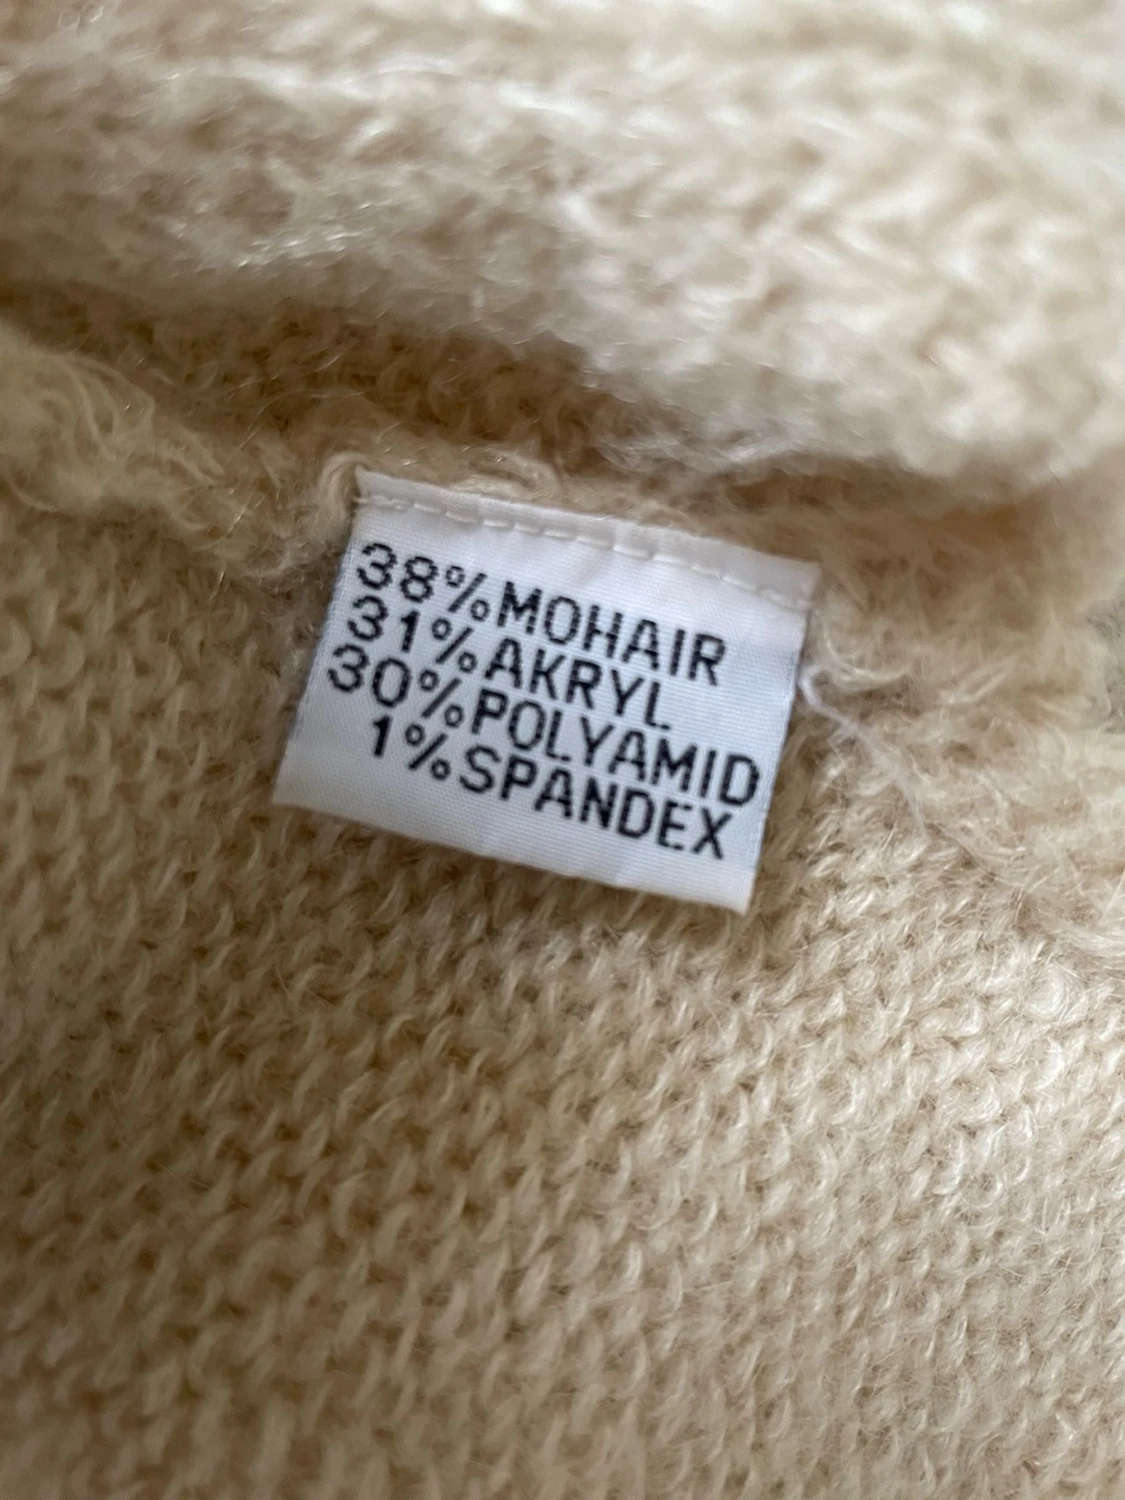 38% MOHAIR
31% AKRYL
30% POLYAMID
1% SPANDEX